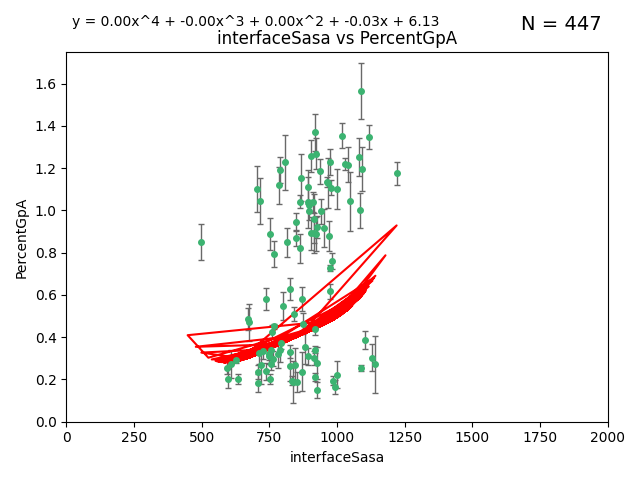 y = 0.00x^4 + -0.00x^3 + 0.00x^2 + -0.03x + 6.13
N = 447
interfaceSasa vs PercentGpA
PercentGpA
1.6
1.4
1.2
1.0
0.8
0.6
0.4
0.2
0.0
0 250 500 750 1000 1250 1500 1750 2000
interfaceSasa